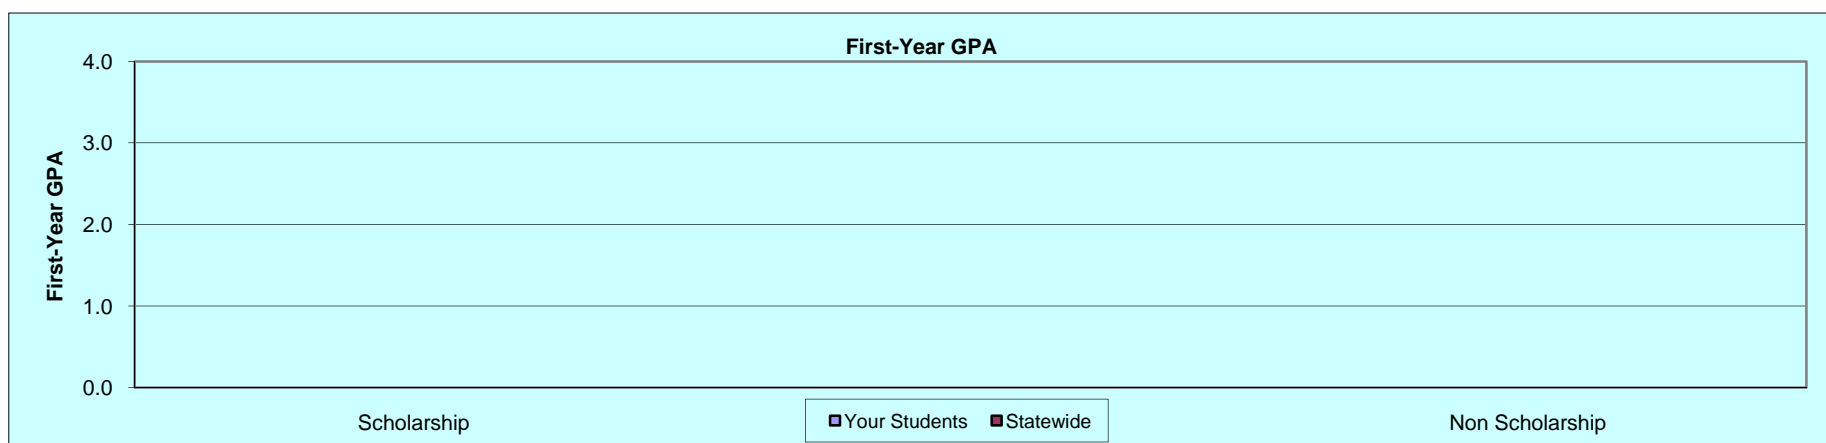 First-Year GPA
4.0
3.0
2.0
1.0
0.0
First-Year GPA
Scholarship
Non Scholarship
Your Students
Statewide